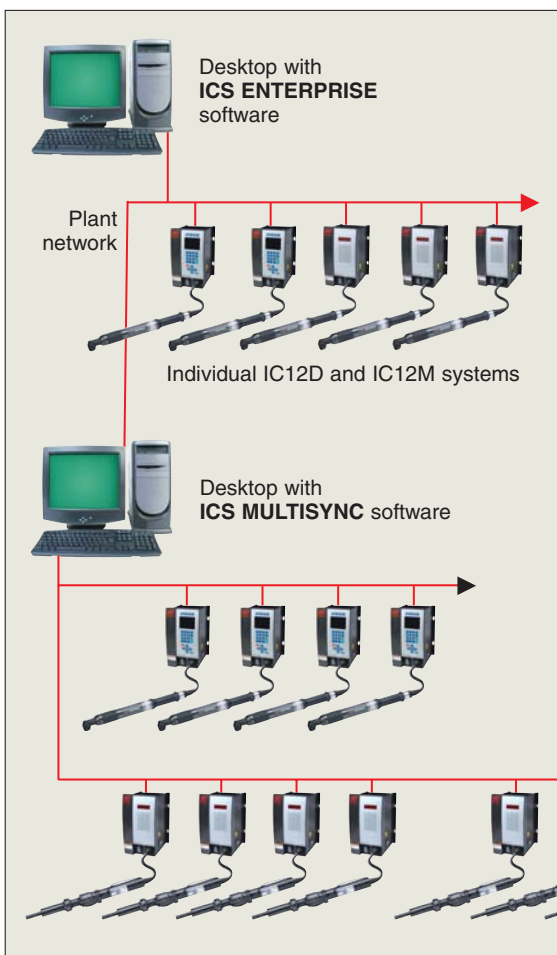 Desktop with
ICS ENTERPRISE
software
Plant
network
Individual IC12D and IC12M systems
Desktop with
ICS MULTISYNC software